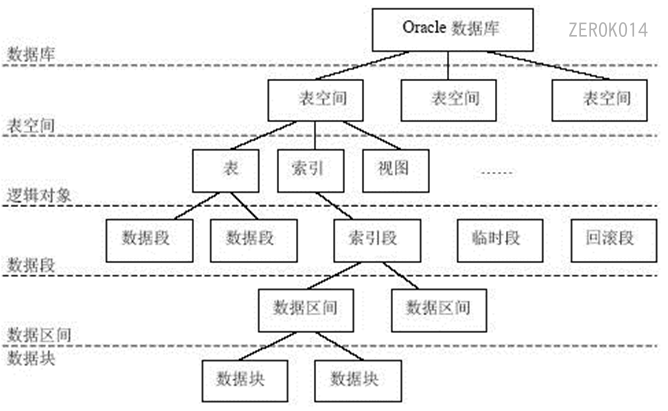 Oracle 数据库
ZEROK014
数据库
表空间 表空间 表空间
表空间
表 索引 视图 ......
逻辑对象
数据段 数据段 索引段 临时段 回滚段
数据段
数据区间 数据区间
数据区间
数据块
数据块 数据块